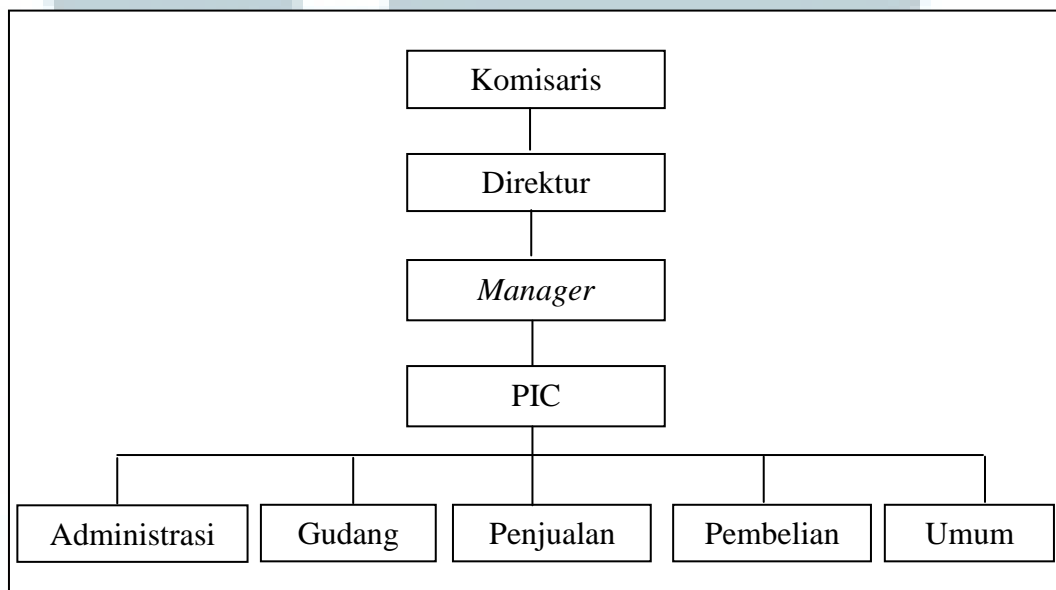 Komisaris
Direktur
Manager
PIC
Administrasi
Gudang
Penjualan
Pembelian
Umum